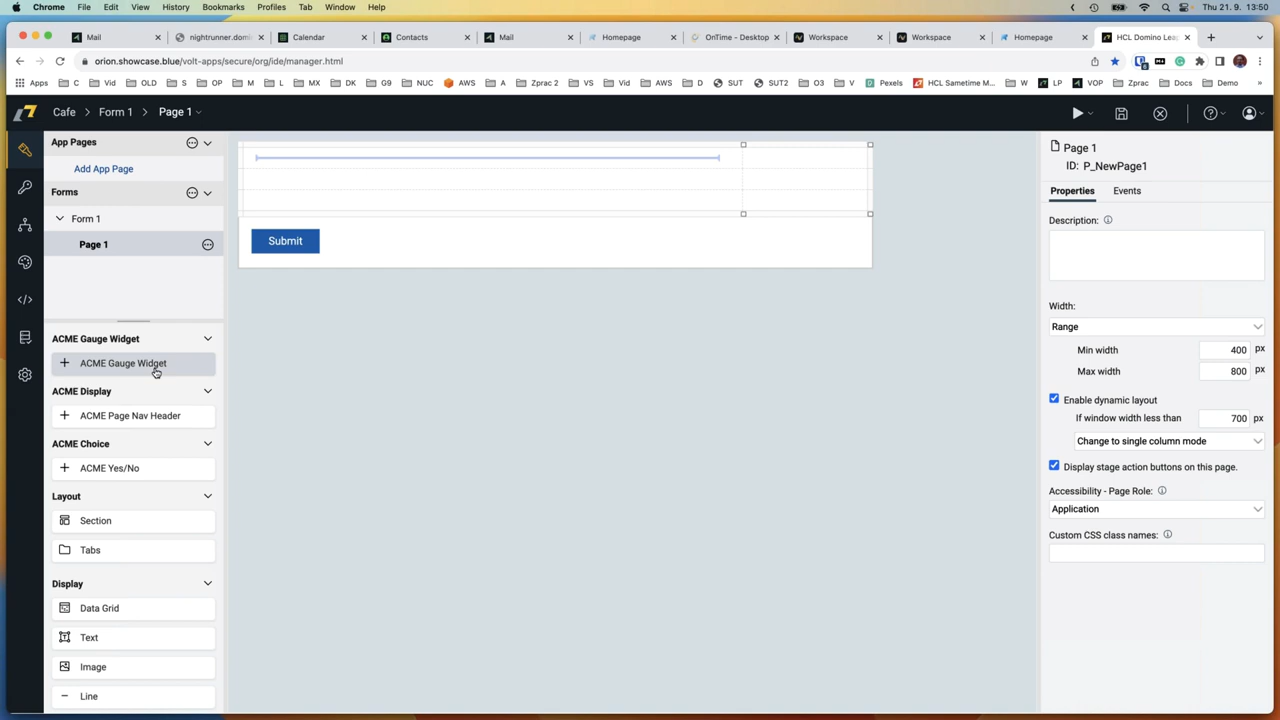 Chrome File Edit View History Bookmarks Profiles Tab Window Help Thu 21. 9. 13:50
Mail nightrunner.domi Calendar Contacts Mail Homepage OnTime - Desktop Workspace Workspace Homepage HCL Domino Lea
orion.showcase.blue/volt-apps/secure/org/ide/manager.html
Apps C Vid OLD S OP M L MX DK G9 NUC AWS A Zprac 2 VS Vid AWS D SUT SUT2 O3 V Pexels HCL Sametime M... W LP VOP Zprac Docs Demo
Cafe > Form 1 > Page 1
App Pages
Add App Page
Forms
Form 1
Page 1
ACME Gauge Widget
+ ACME Gauge Widget
ACME Display
+ ACME Page Nav Header
ACME Choice
+ ACME Yes/No
Layout
Section
Tabs
Display
Data Grid
Text
Image
Line
Submit
Page 1
ID: P_NewPage1
Properties Events
Description:
Width:
Range
Min width 400 px
Max width 800 px
Enable dynamic layout
If window width less than 700 px
Change to single column mode
Display stage action buttons on this page.
Accessibility - Page Role:
Application
Custom CSS class names: